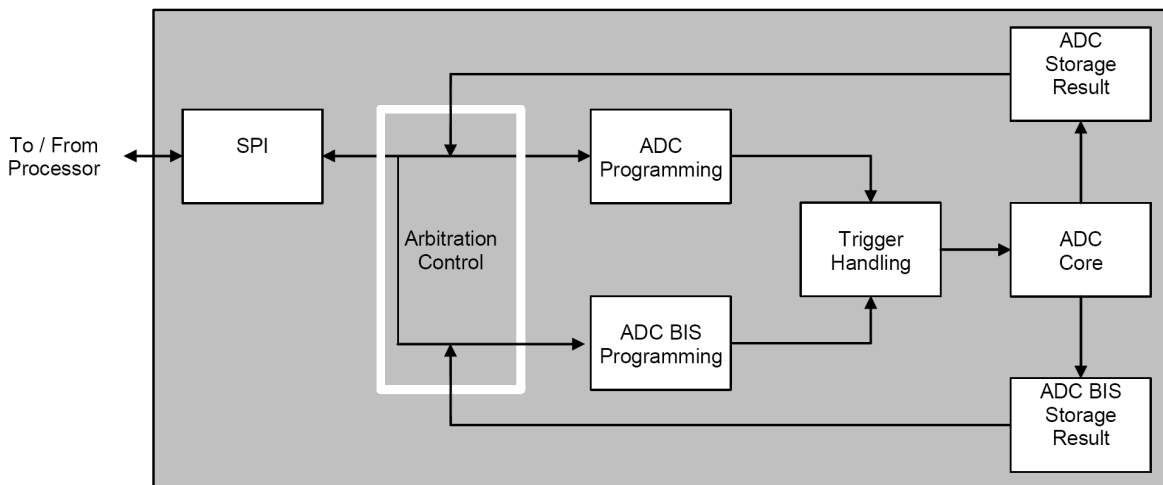 ADC
Storage
Result
To / From
Processor
SPI
ADC
Programming
Arbitration
Control
Trigger
Handling
ADC
Core
ADC BIS
Programming
ADC BIS
Storage
Result